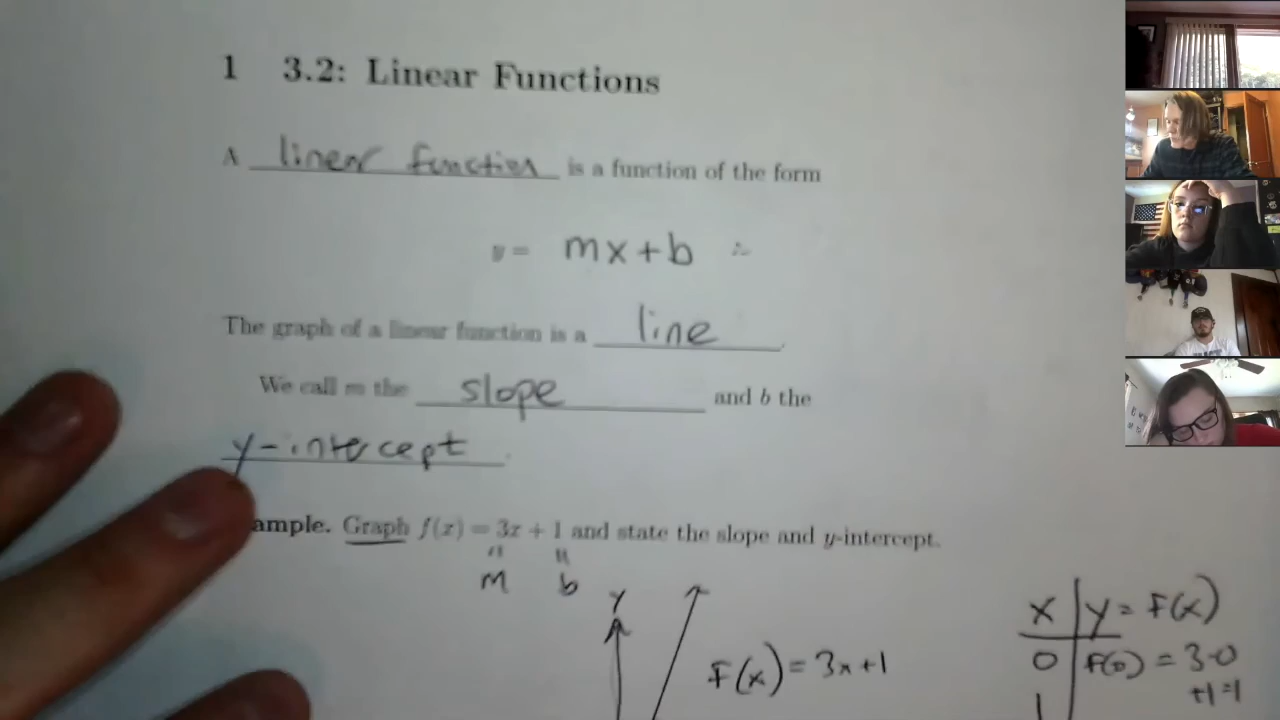 1 3.2: Linear Functions
A linear function is a function of the form
y = mx+b
The graph of a linear function is a line.
We call m the slope and b the
y-intercept.
ample. Graph f(x) = 3x + 1 and state the slope and y-intercept.
" "
m b
y
F(x) = 3x+1
x y = F(x)
0 F(0) = 3·0
+1=1
1